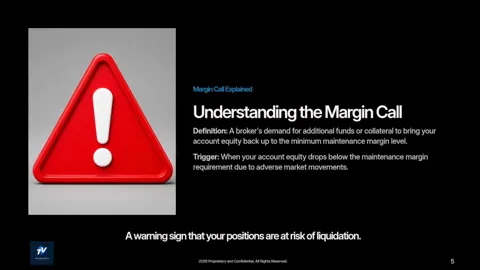 Margin Call Explained
Understanding the Margin Call
Definition: A broker's demand for additional funds or collateral to bring your
account equity back up to the minimum maintenance margin level.
Trigger: When your account equity drops below the maintenance margin
requirement due to adverse market movements.
A warning sign that your positions are at risk of liquidation.
2026 Proprietary and Confidential. All Rights Reserved.
5